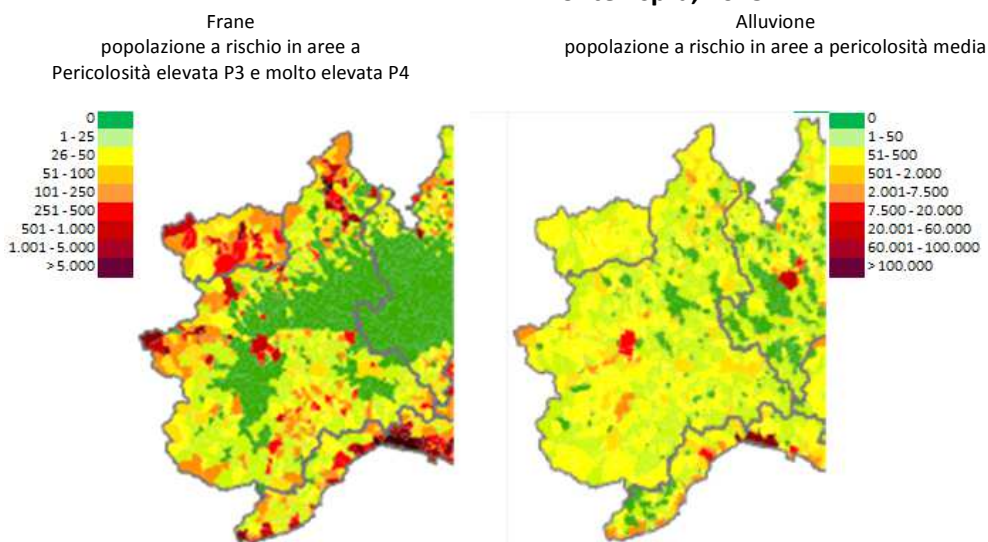 Frane
popolazione a rischio in aree a
Pericolosità elevata P3 e molto elevata P4
Alluvione
popolazione a rischio in aree a pericolosità media
0
1 - 25
26 - 50
51 - 100
101 - 250
251 - 500
501 - 1.000
1.001 - 5.000
> 5.000
0
1 - 50
51 - 500
501 - 2.000
2.001 - 7.500
7.500 - 20.000
20.001 - 60.000
60.001 - 100.000
> 100.000